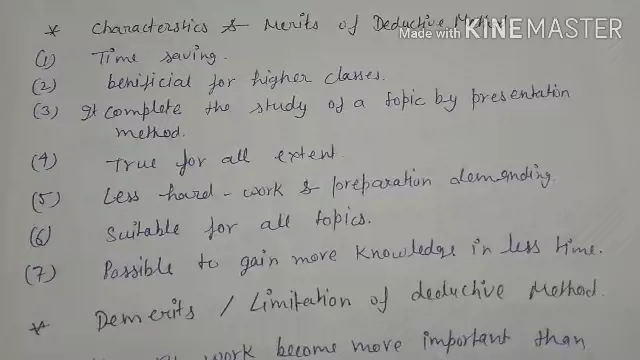 * Characterstics & Merits of Deductive Method
Made with KINEMASTER
(1) Time saving.
(2) benificial for higher classes.
(3) It complete the study of a topic by presentation
method.
(4) True for all extent.
(5) Less hard-work & preparation demanding.
(6) Suitable for all topics.
(7) Possible to gain more knowledge in less time.
* Demerits / Limitation of deductive Method.
work become more important than